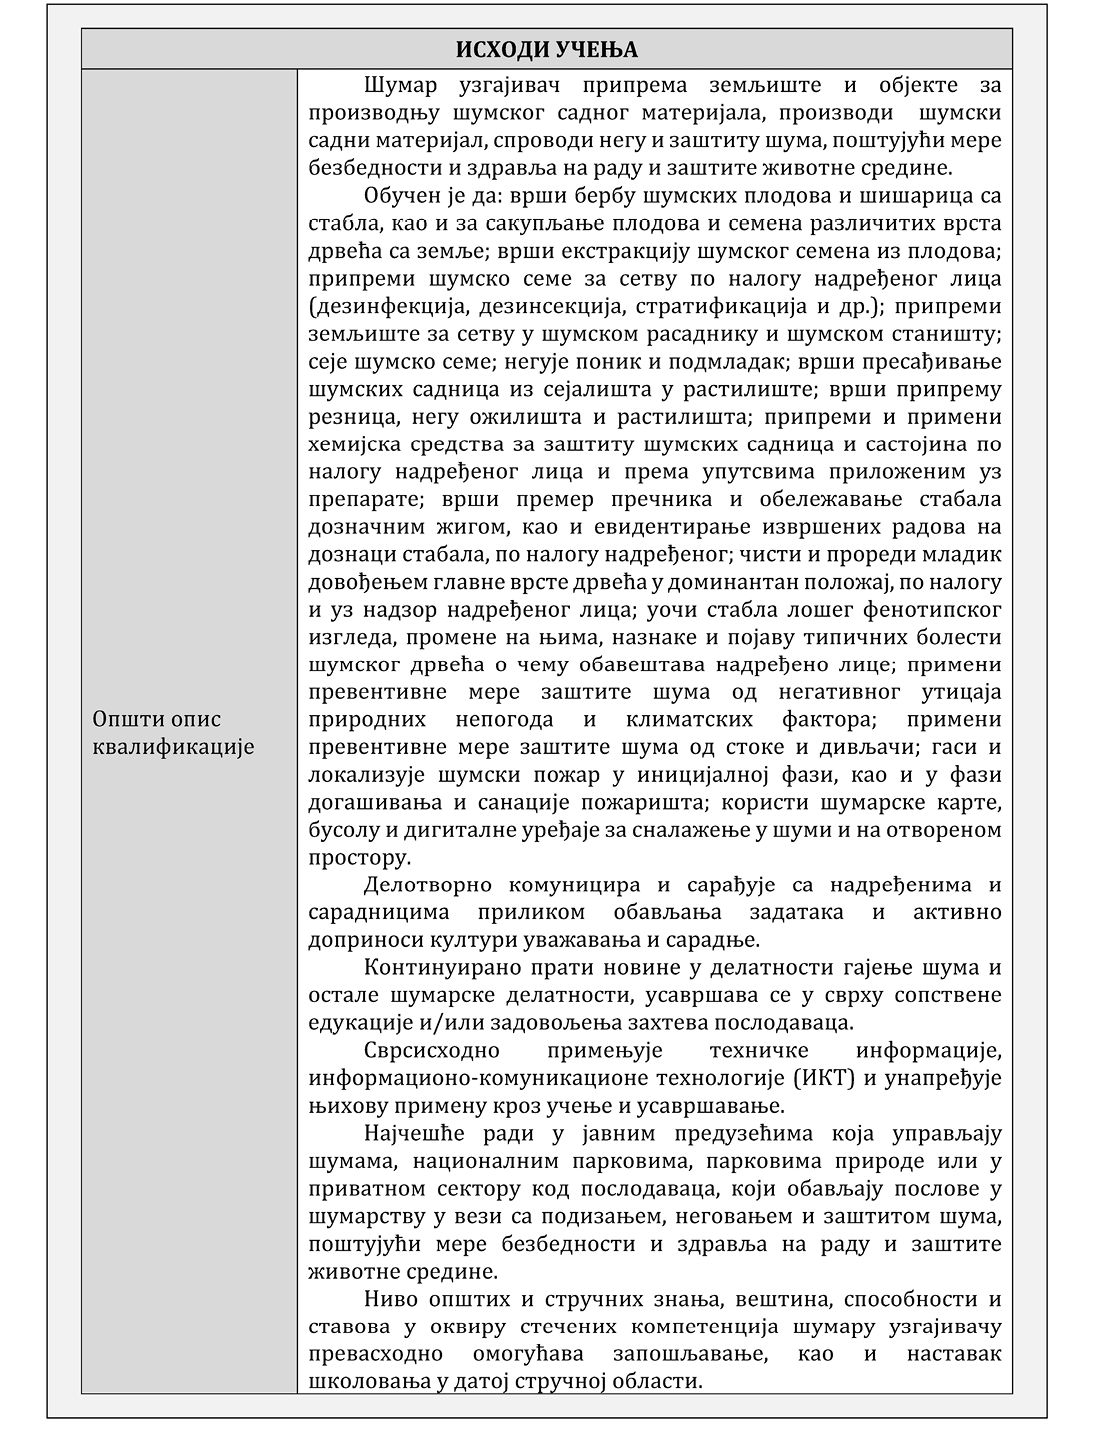 ИСХОДИ УЧЕЊА
Општи опис
квалификације
Шумар узгајивач припрема земљиште и објекте за
производњу шумског садног материјала, производи шумски
садни материјал, спроводи негу и заштиту шума, поштујући мере
безбедности и здравља на раду и заштите животне средине.
Обучен је да: врши бербу шумских плодова и шишарица са
стабла, као и за сакупљање плодова и семена различитих врста
дрвећа са земље; врши екстракцију шумског семена из плодова;
припреми шумско семе за сетву по налогу надређеног лица
(дезинфекција, дезинсекција, стратификација и др.); припреми
земљиште за сетву у шумском расаднику и шумском станишту;
сеје шумско семе; негује поник и подмладак; врши пресађивање
шумских садница из сејалишта у растилиште; врши припрему
резница, негу ожилишта и растилишта; припреми и примени
хемијска средства за заштиту шумских садница и састојина по
налогу надређеног лица и према упутсвима приложеним уз
препарате; врши премер пречника и обележавање стабала
дозначним жигом, као и евидентирање извршених радова на
дознаци стабала, по налогу надређеног; чисти и прореди младик
довођењем главне врсте дрвећа у доминантан положај, по налогу
и уз надзор надређеног лица; уочи стабла лошег фенотипског
изгледа, промене на њима, назнаке и појаву типичних болести
шумског дрвећа о чему обавештава надређено лице; примени
превентивне мере заштите шума од негативног утицаја
природних непогода и климатских фактора; примени
превентивне мере заштите шума од стоке и дивљачи; гаси и
локализује шумски пожар у иницијалној фази, као и у фази
догашивања и санације пожаришта; користи шумарске карте,
бусолу и дигиталне уређаје за сналажење у шуми и на отвореном
простору.
Делотворно комуницира и сарађује са надређенима и
сарадницима приликом обављања задатака и активно
доприноси култури уважавања и сарадње.
Континуирано прати новине у делатности гајење шума и
остале шумарске делатности, усавршава се у сврху сопствене
едукације и/или задовољења захтева послодаваца.
Сврсисходно примењује техничке информације,
информационо-комуникационе технологије (ИКТ) и унапређује
њихову примену кроз учење и усавршавање.
Најчешће ради у јавним предузећима која управљају
шумама, националним парковима, парковима природе или у
приватном сектору код послодаваца, који обављају послове у
шумарству у вези са подизањем, неговањем и заштитом шума,
поштујући мере безбедности и здравља на раду и заштите
животне средине.
Ниво општих и стручних знања, вештина, способности и
ставова у оквиру стечених компетенција шумару узгајивачу
превасходно омогућава запошљавање, као и наставак
школовања у датој стручној области.